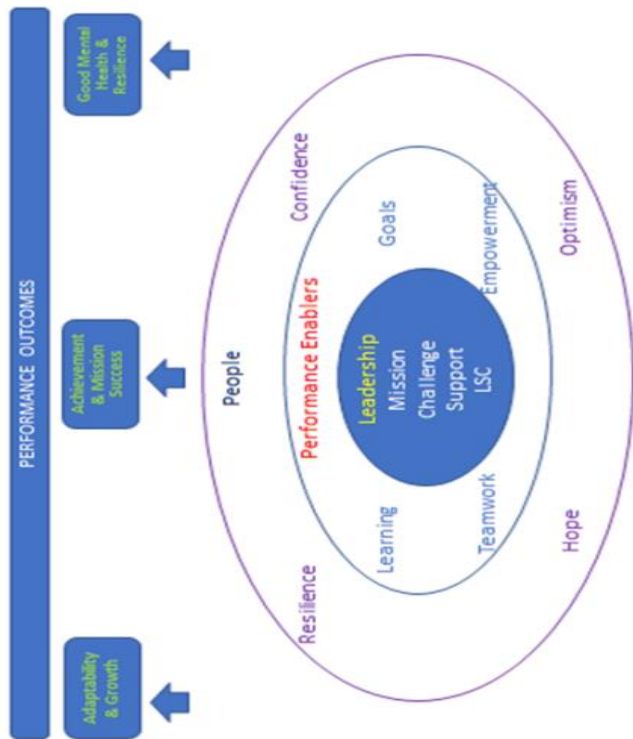 PERFORMANCE OUTCOMES
Adaptability
& Growth
Achievement
& Mission
Success
Good Mental
Health &
Resilience
People
Resilience
Confidence
Performance Enablers
Learning
Goals
Leadership
Mission
Challenge
Support
LSC
Teamwork
Empowerment
Hope
Optimism